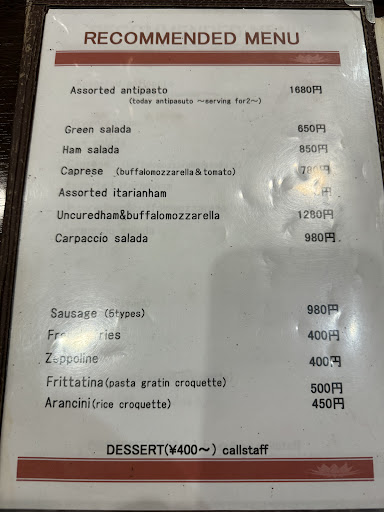 RECOMMENDED MENU
Assorted antipasto 1680円
(today antipasuto ～serving for2～)
Green salada 650円
Ham salada 850円
Caprese (buffalomozzarella&tomato)
Assorted itarianham
Uncuredham&buffalomozzarella 1280円
Carpaccio salada 980円.
Sausage (5types) 980円
400円
Zeppoline 400円
Frittatina(pasta gratin croquette) 500円
Arancini(rice croquette) 450円
DESSERT(¥400～) callstaff